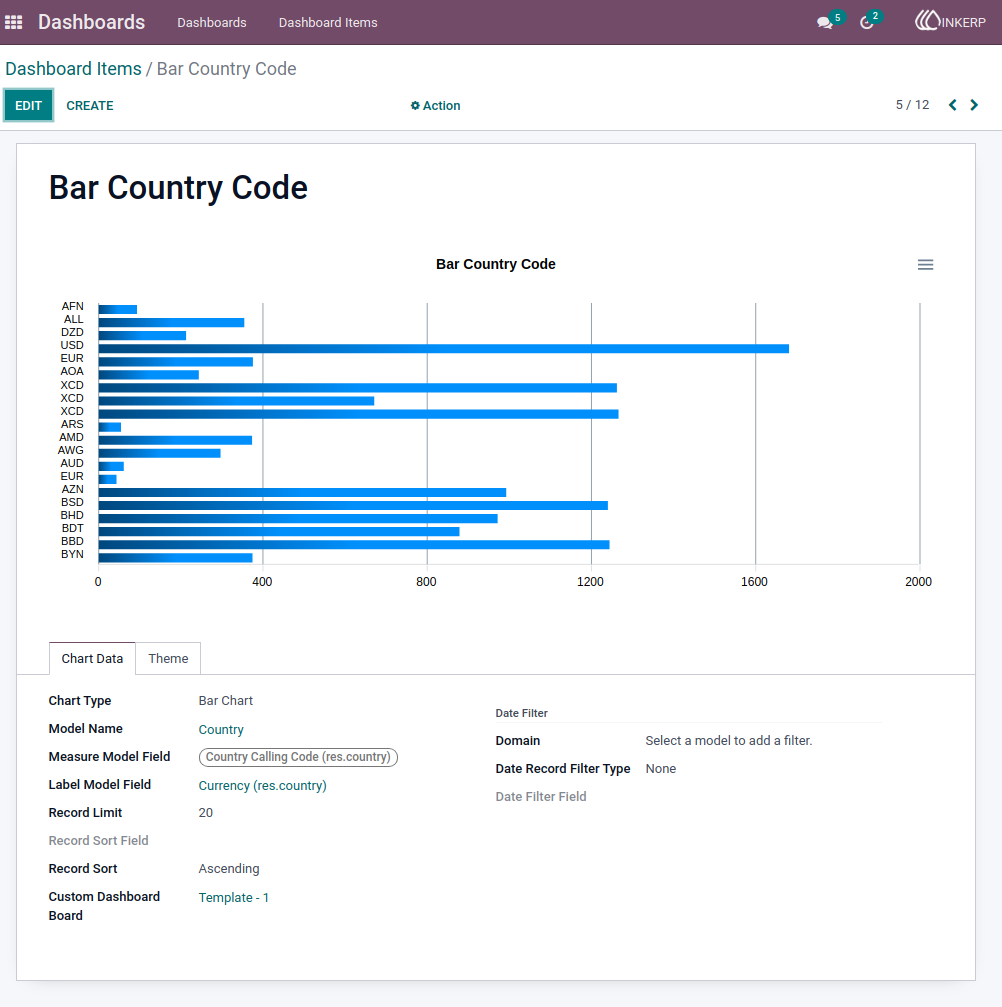 Dashboards Dashboards Dashboard Items 5 2 INKERP
Dashboard Items / Bar Country Code
EDIT CREATE Action 5 / 12
Bar Country Code
Bar Country Code
AFN
ALL
DZD
USD
EUR
AOA
XCD
XCD
XCD
ARS
AMD
AWG
AUD
EUR
AZN
BSD
BHD
BDT
BBD
BYN
0 400 800 1200 1600 2000
Chart Data Theme
Chart Type Bar Chart
Date Filter
Model Name Country
Domain Select a model to add a filter.
Measure Model Field Country Calling Code (res.country)
Date Record Filter Type None
Label Model Field Currency (res.country)
Date Filter Field
Record Limit 20
Record Sort Field
Record Sort Ascending
Custom Dashboard Template - 1
Board